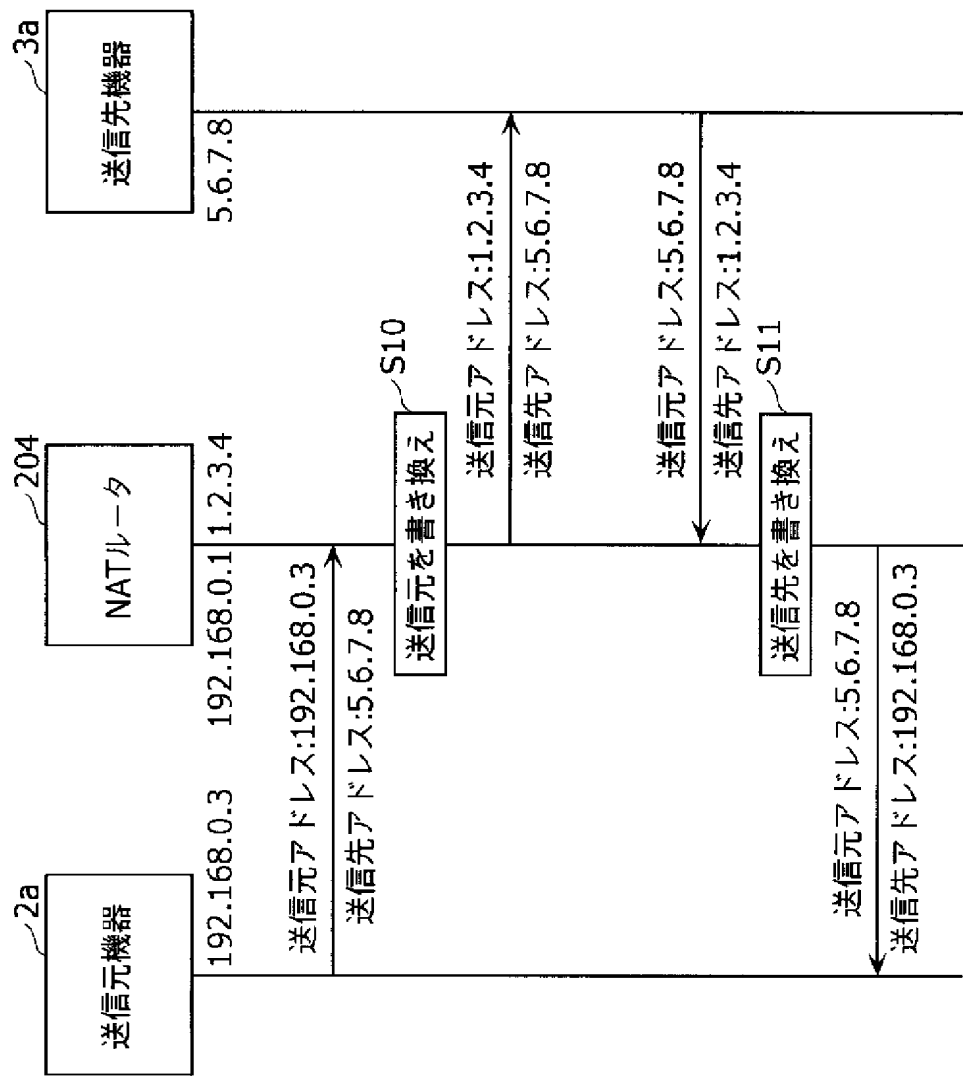 2a
送信元機器
192.168.0.3
204
NATルータ
192.168.0.1
1.2.3.4
3a
送信先機器
5.6.7.8
送信元アドレス:192.168.0.3
送信先アドレス:5.6.7.8
送信元を書き換え
S10
送信元アドレス:1.2.3.4
送信先アドレス:5.6.7.8
送信元アドレス:5.6.7.8
送信先アドレス:1.2.3.4
送信先を書き換え
S11
送信元アドレス:5.6.7.8
送信先アドレス:192.168.0.3